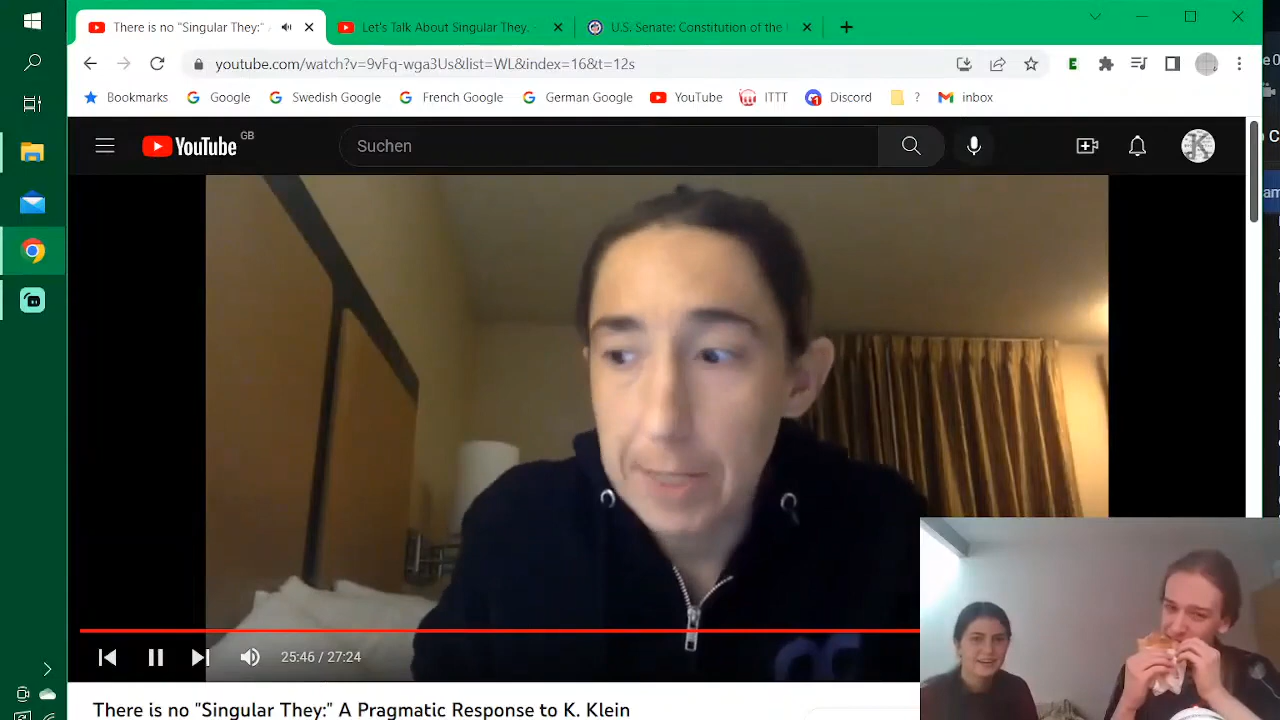 There is no "Singular They:"
Let's Talk About Singular They.
U.S. Senate: Constitution of the
youtube.com/watch?v=9vFq-wga3Us&list=WL&index=16&t=12s
Bookmarks Google Swedish Google French Google German Google YouTube ITTT Discord ? inbox
YouTube GB
Suchen
K
25:46 / 27:24
There is no "Singular They:" A Pragmatic Response to K. Klein